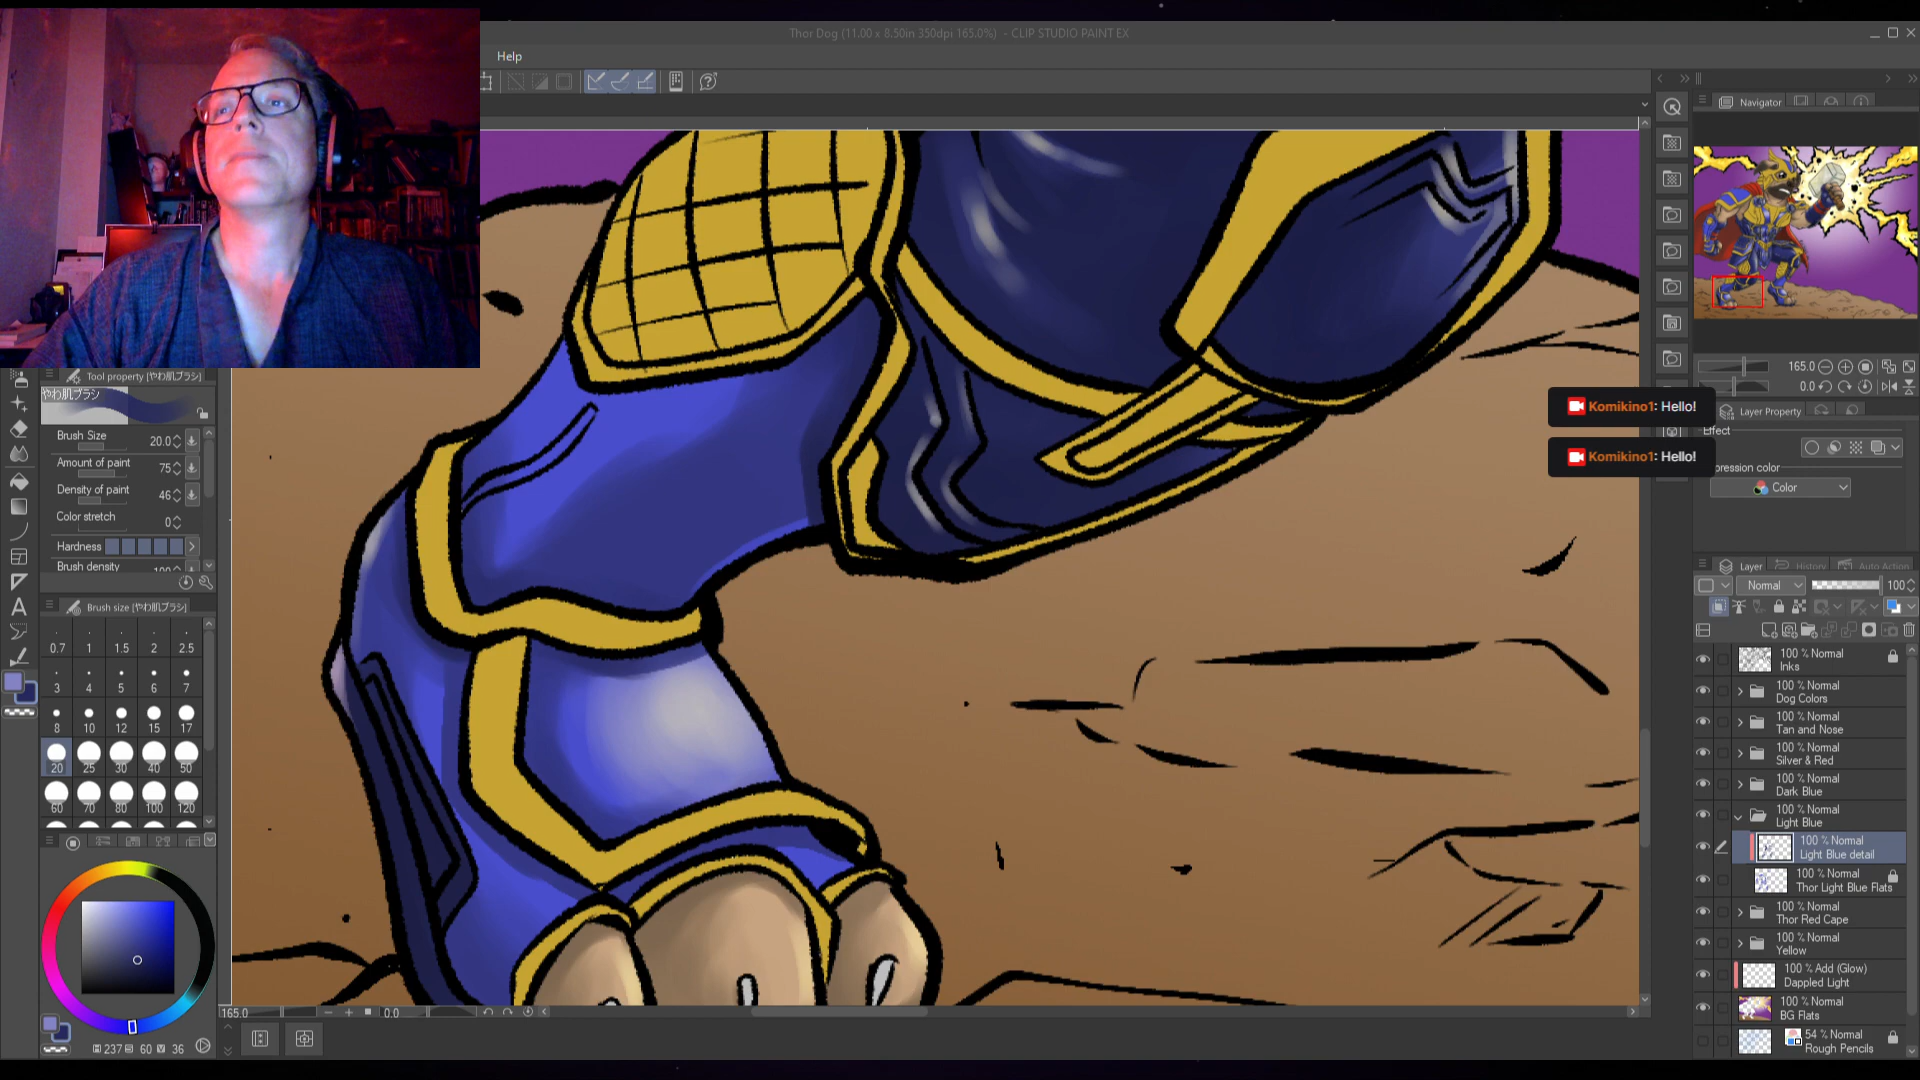 Thor Dog (11.00 x 8.50in 350dpi 165.0%) - CLIP STUDIO PAINT EX
Help
Navigator
165.0
0.0
Komikino1: Hello!
Komikino1: Hello!
Layer Property
Effect
Color
Tool property [やわ肌ブラシ]
やわ肌ブラシ
Brush Size 20.0
Amount of paint 75
Density of paint 46
Color stretch 0
Hardness
Brush density 100
Brush size [やわ肌ブラシ]
0.7 1 1.5 2 2.5
3 4 5 6 7
8 10 12 15 17
20 25 30 40 50
60 70 80 100 120
237 60 36
165.0 0.0
Layer History Auto Action
Normal 100
100 % Normal
Inks
100 % Normal
Dog Colors
100 % Normal
Tan and Nose
100 % Normal
Silver & Red
100 % Normal
Dark Blue
100 % Normal
Light Blue
100 % Normal
Light Blue detail
100 % Normal
Thor Light Blue Flats
100 % Normal
Thor Red Cape
100 % Normal
Yellow
100 % Add (Glow)
Dappled Light
100 % Normal
BG Flats
54 % Normal
Rough Pencils